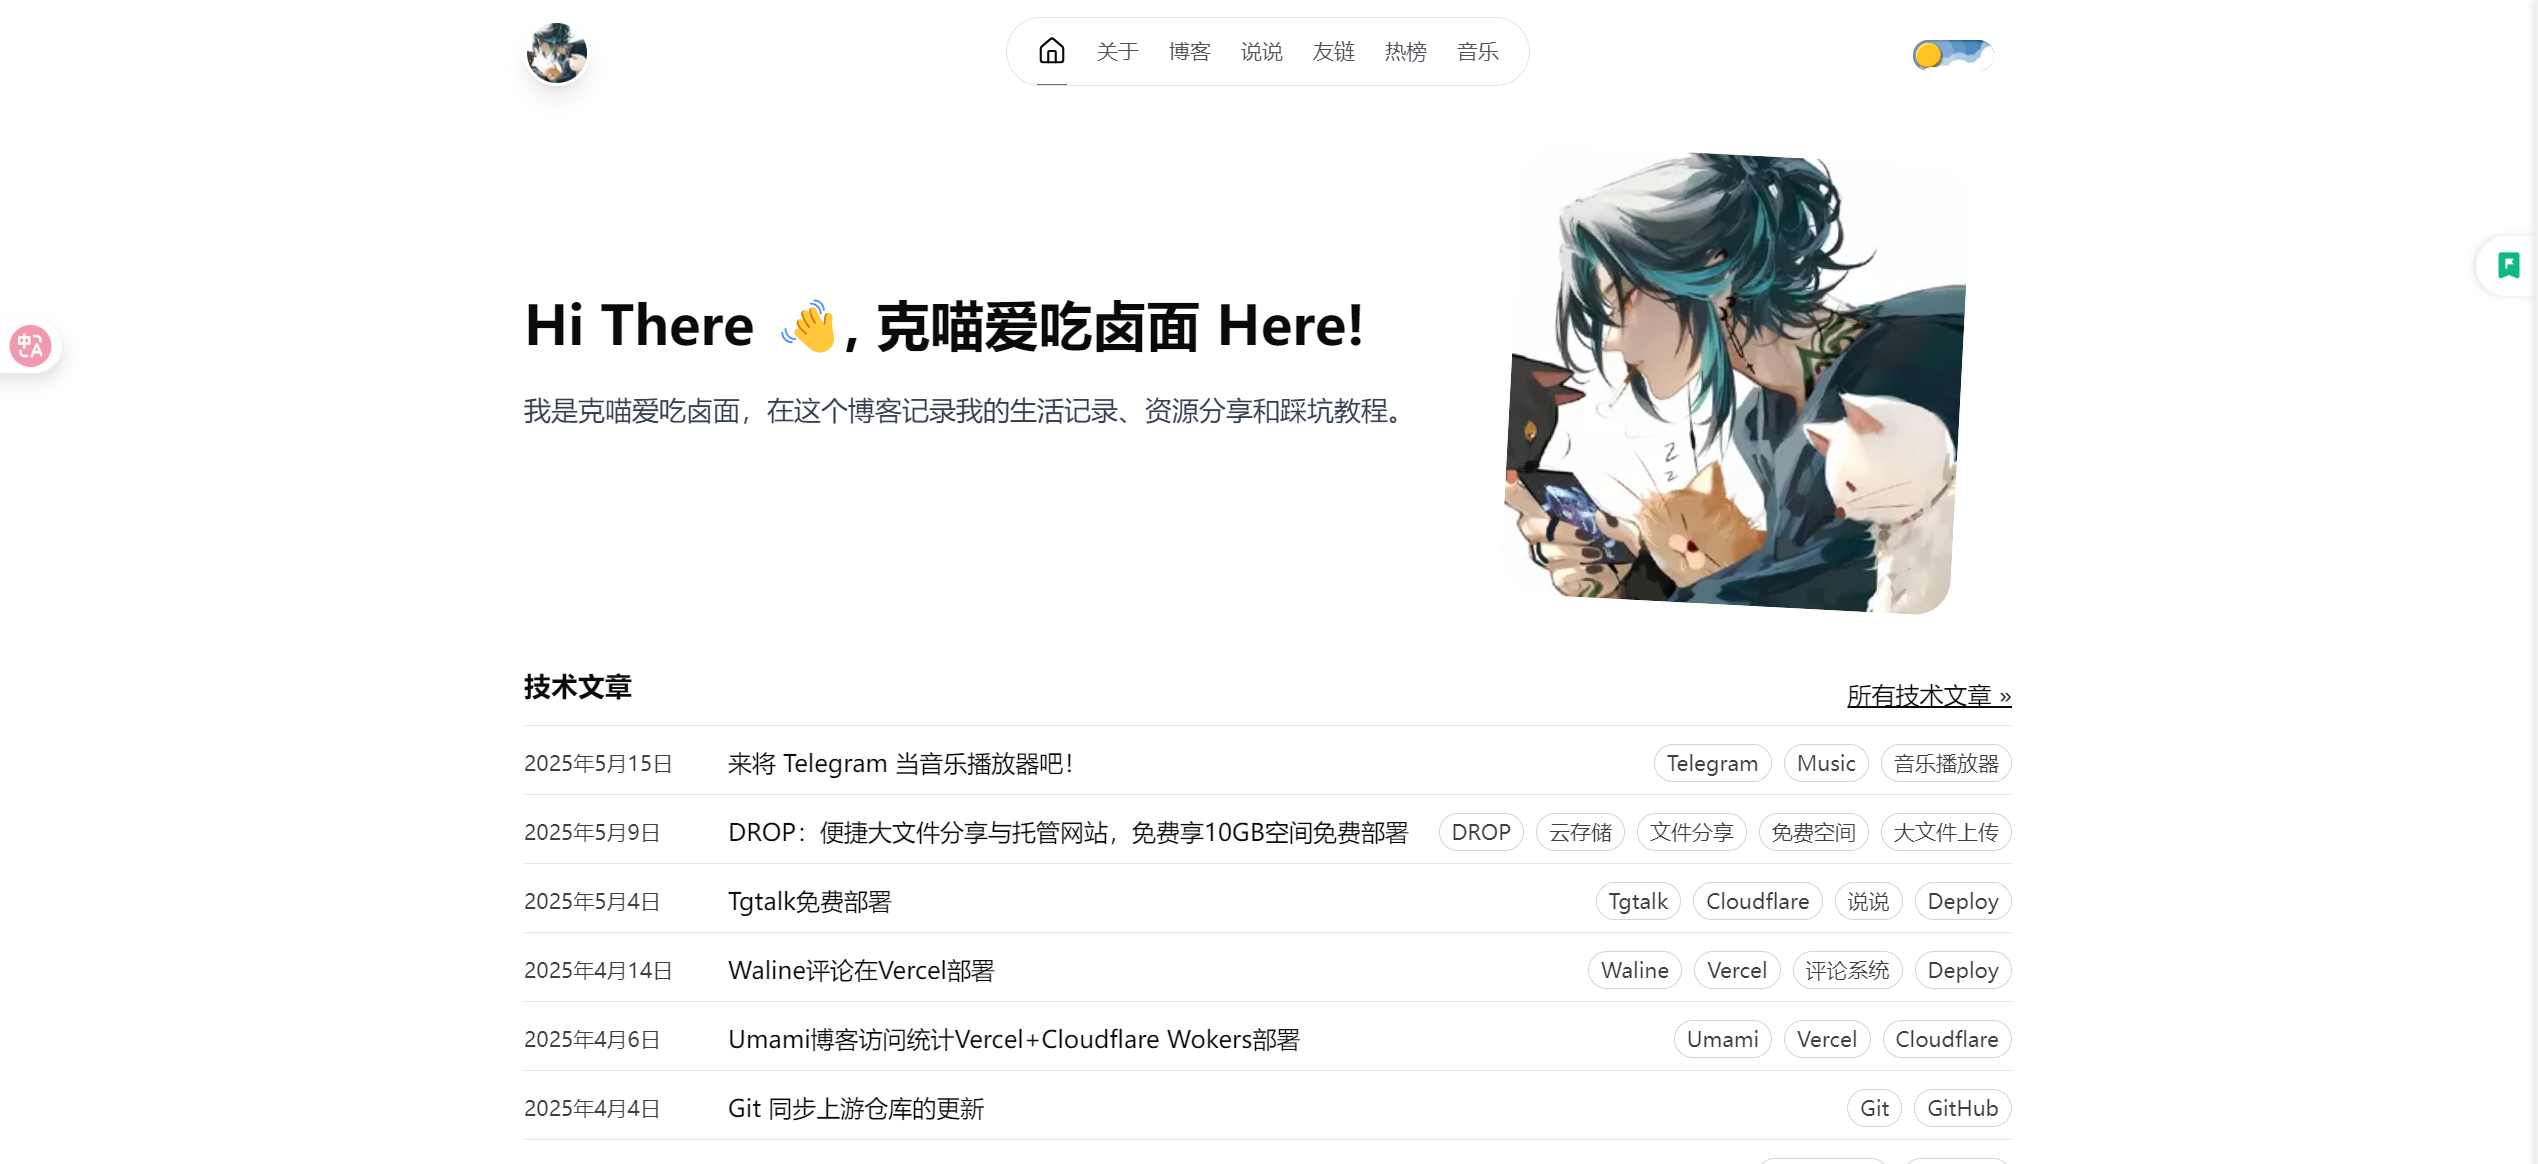 关于 博客 说说 友链 热榜 音乐
Hi There 👋, 克喵爱吃卤面 Here!
我是克喵爱吃卤面，在这个博客记录我的生活记录、资源分享和踩坑教程。
z
z
技术文章 所有技术文章 »
2025年5月15日 来将 Telegram 当音乐播放器吧！ Telegram Music 音乐播放器
2025年5月9日 DROP：便捷大文件分享与托管网站，免费享10GB空间免费部署 DROP 云存储 文件分享 免费空间 大文件上传
2025年5月4日 Tgtalk免费部署 Tgtalk Cloudflare 说说 Deploy
2025年4月14日 Waline评论在Vercel部署 Waline Vercel 评论系统 Deploy
2025年4月6日 Umami博客访问统计Vercel+Cloudflare Wokers部署 Umami Vercel Cloudflare
2025年4月4日 Git 同步上游仓库的更新 Git GitHub